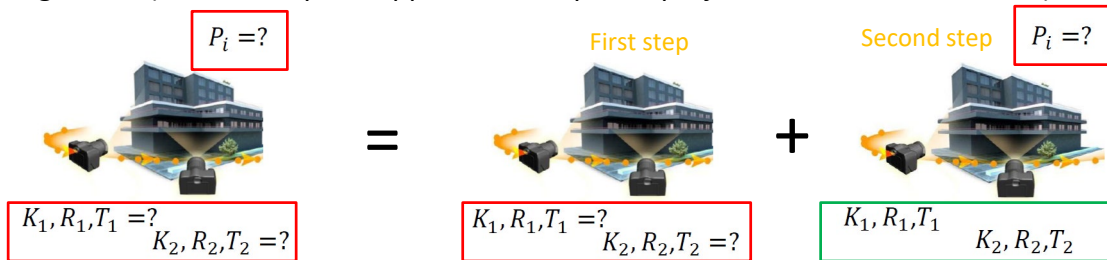 P_i =?
First step
Second step
P_i =?
=
+
K_1, R_1,T_1 =?
K_2, R_2,T_2 =?
K_1, R_1,T_1 =?
K_2, R_2,T_2 =?
K_1, R_1,T_1
K_2, R_2,T_2